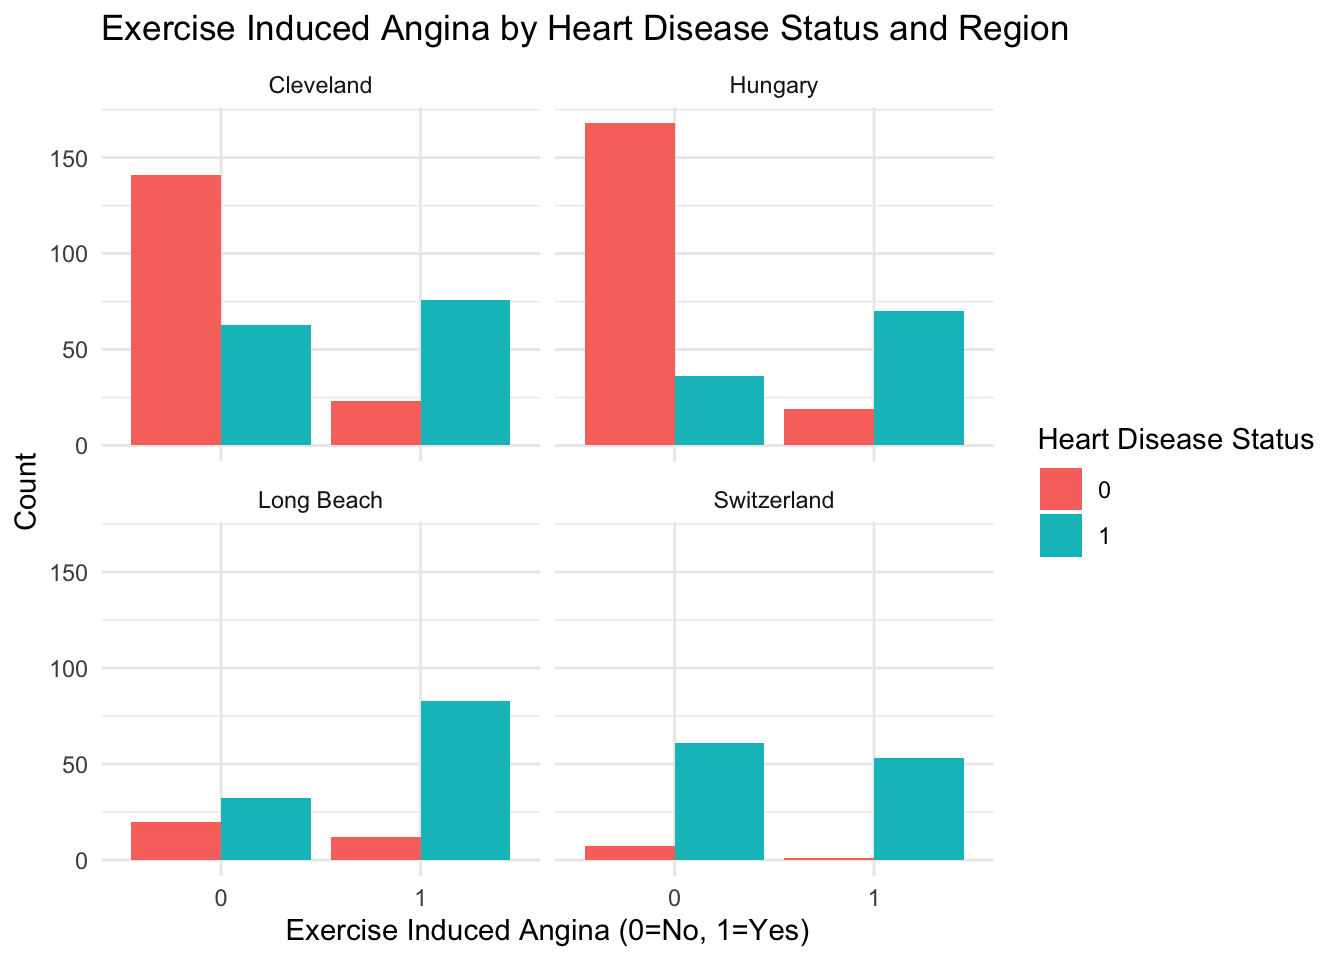 Exercise Induced Angina by Heart Disease Status and Region
Cleveland
Hungary
150
100
50
0
Long Beach
Switzerland
150
100
50
0
0
1
0
1
Exercise Induced Angina (0=No, 1=Yes)
Count
Heart Disease Status
0
1